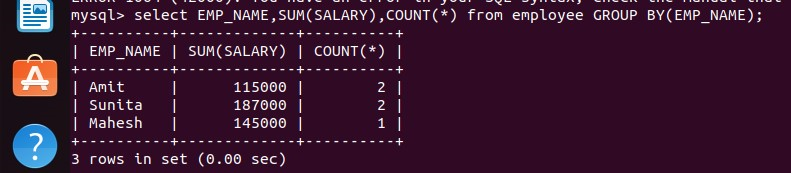 mysql> select EMP_NAME,SUM(SALARY),COUNT(*) from employee GROUP BY(EMP_NAME);
+----------+-------------+----------+
| EMP_NAME | SUM(SALARY) | COUNT(*) |
+----------+-------------+----------+
| Amit     |      115000 |        2 |
| Sunita   |      187000 |        2 |
| Mahesh   |      145000 |        1 |
+----------+-------------+----------+
3 rows in set (0.00 sec)